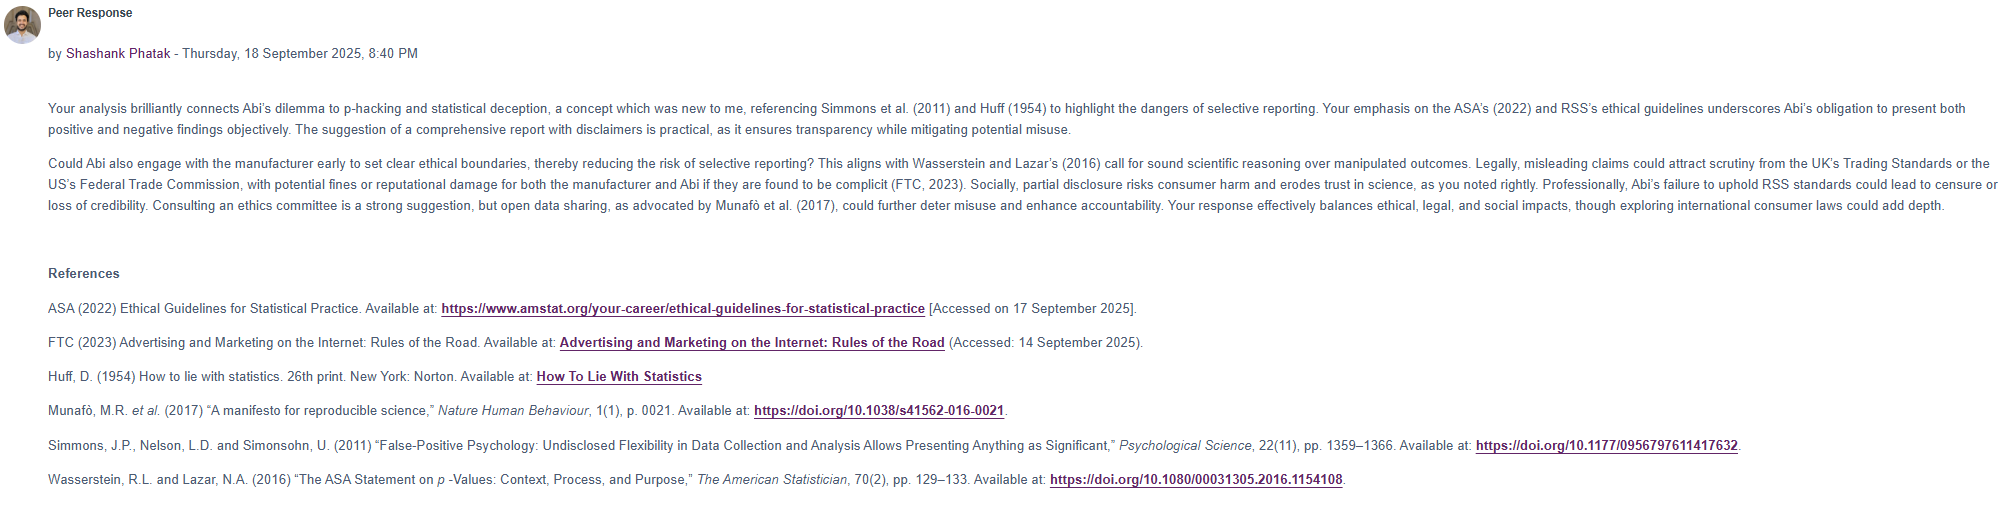 Peer Response
by Shashank Phatak - Thursday, 18 September 2025, 8:40 PM
Your analysis brilliantly connects Abi’s dilemma to p-hacking and statistical deception, a concept which was new to me, referencing Simmons et al. (2011) and Huff (1954) to highlight the dangers of selective reporting. Your emphasis on the ASA’s (2022) and RSS’s ethical guidelines underscores Abi’s obligation to present both
positive and negative findings objectively. The suggestion of a comprehensive report with disclaimers is practical, as it ensures transparency while mitigating potential misuse.
Could Abi also engage with the manufacturer early to set clear ethical boundaries, thereby reducing the risk of selective reporting? This aligns with Wasserstein and Lazar’s (2016) call for sound scientific reasoning over manipulated outcomes. Legally, misleading claims could attract scrutiny from the UK’s Trading Standards or the
US’s Federal Trade Commission, with potential fines or reputational damage for both the manufacturer and Abi if they are found to be complicit (FTC, 2023). Socially, partial disclosure risks consumer harm and erodes trust in science, as you noted rightly. Professionally, Abi’s failure to uphold RSS standards could lead to censure or
loss of credibility. Consulting an ethics committee is a strong suggestion, but open data sharing, as advocated by Munafò et al. (2017), could further deter misuse and enhance accountability. Your response effectively balances ethical, legal, and social impacts, though exploring international consumer laws could add depth.
References
ASA (2022) Ethical Guidelines for Statistical Practice. Available at: https://www.amstat.org/your-career/ethical-guidelines-for-statistical-practice [Accessed on 17 September 2025].
FTC (2023) Advertising and Marketing on the Internet: Rules of the Road. Available at: Advertising and Marketing on the Internet: Rules of the Road (Accessed: 14 September 2025).
Huff, D. (1954) How to lie with statistics. 26th print. New York: Norton. Available at: How To Lie With Statistics
Munafò, M.R. et al. (2017) “A manifesto for reproducible science,” Nature Human Behaviour, 1(1), p. 0021. Available at: https://doi.org/10.1038/s41562-016-0021.
Simmons, J.P., Nelson, L.D. and Simonsohn, U. (2011) “False-Positive Psychology: Undisclosed Flexibility in Data Collection and Analysis Allows Presenting Anything as Significant,” Psychological Science, 22(11), pp. 1359–1366. Available at: https://doi.org/10.1177/0956797611417632.
Wasserstein, R.L. and Lazar, N.A. (2016) “The ASA Statement on p -Values: Context, Process, and Purpose,” The American Statistician, 70(2), pp. 129–133. Available at: https://doi.org/10.1080/00031305.2016.1154108.